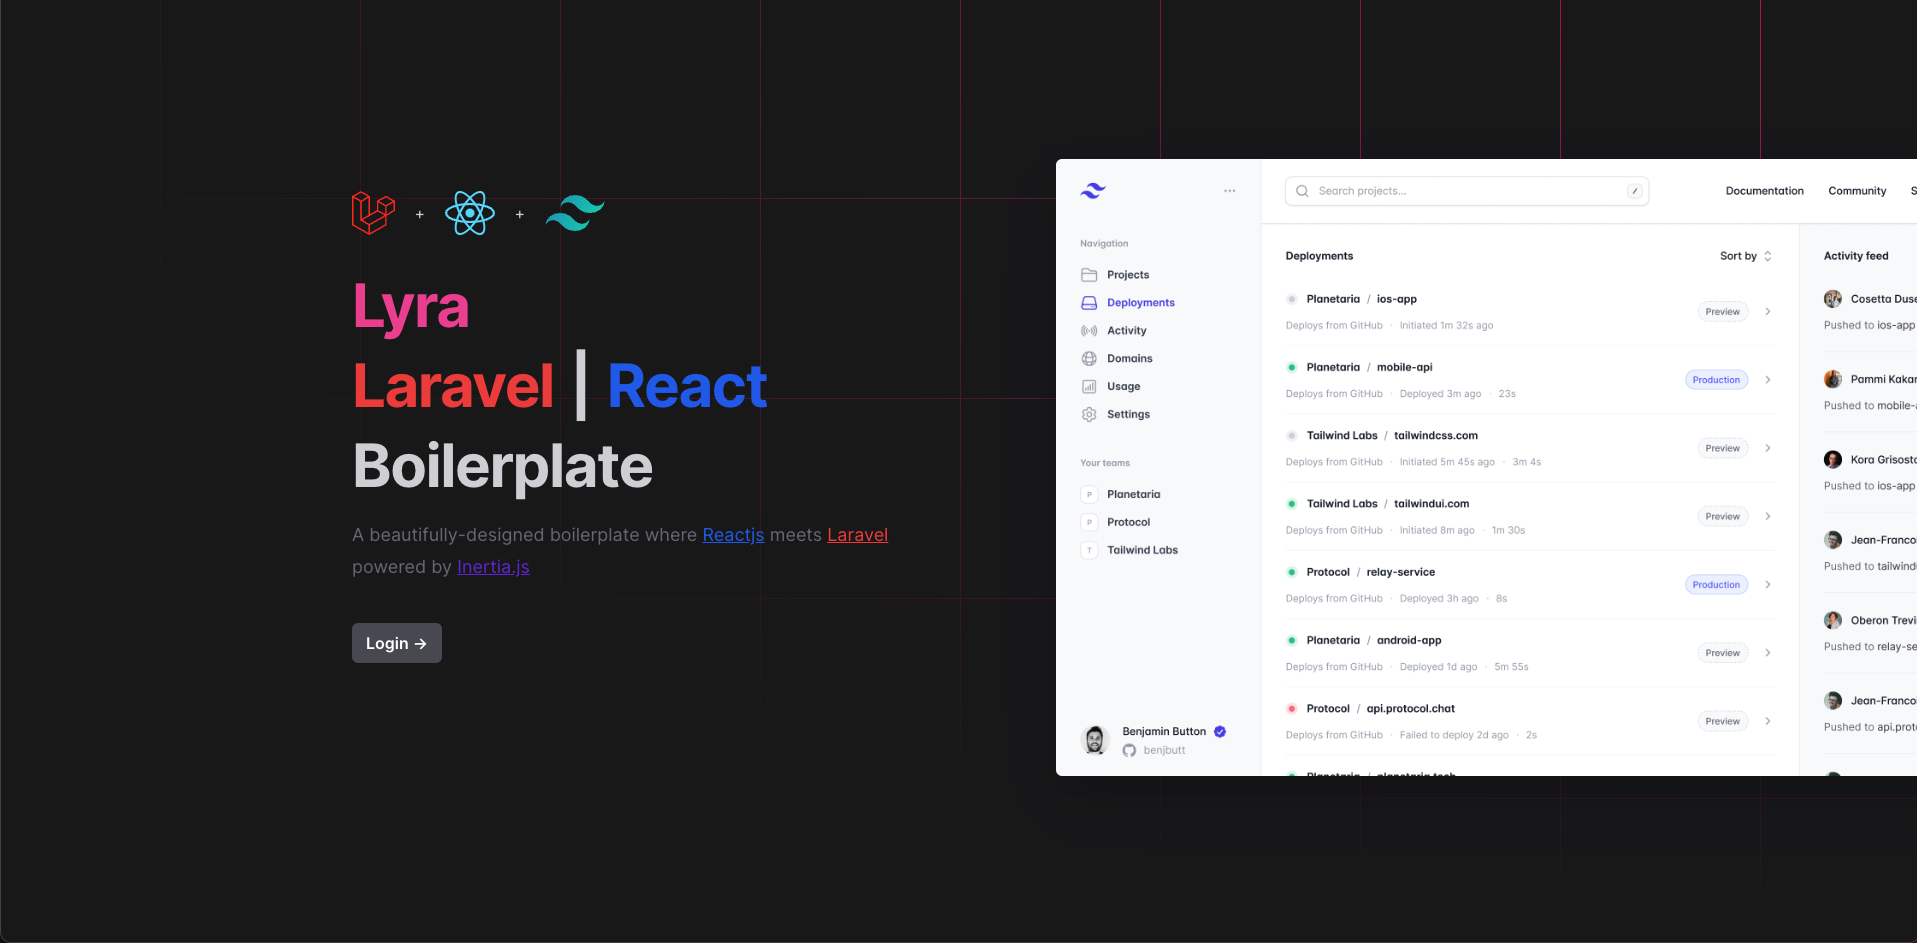 + +
Lyra
Laravel | React
Boilerplate
A beautifully-designed boilerplate where Reactjs meets Laravel
powered by Inertia.js
Login →
Search projects...
/
Documentation
Community
S
Navigation
Projects
Deployments
Activity
Domains
Usage
Settings
Your teams
P Planetaria
P Protocol
T Tailwind Labs
Benjamin Button
benjbutt
Deployments
Sort by
Planetaria / ios-app
Deploys from GitHub · Initiated 1m 32s ago
Preview
Planetaria / mobile-api
Deploys from GitHub · Deployed 3m ago · 23s
Production
Tailwind Labs / tailwindcss.com
Deploys from GitHub · Initiated 5m 45s ago · 3m 4s
Preview
Tailwind Labs / tailwindui.com
Deploys from GitHub · Initiated 8m ago · 1m 30s
Preview
Protocol / relay-service
Deploys from GitHub · Deployed 3h ago · 8s
Production
Planetaria / android-app
Deploys from GitHub · Deployed 1d ago · 5m 55s
Preview
Protocol / api.protocol.chat
Deploys from GitHub · Failed to deploy 2d ago · 2s
Preview
Planetaria / planetaria.tech
Activity feed
Cosetta Duse
Pushed to ios-app
Pammi Kakar
Pushed to mobile-a
Kora Grisosto
Pushed to ios-app
Jean-Franco
Pushed to tailwind
Oberon Trevi
Pushed to relay-se
Jean-Franco
Pushed to api.proto